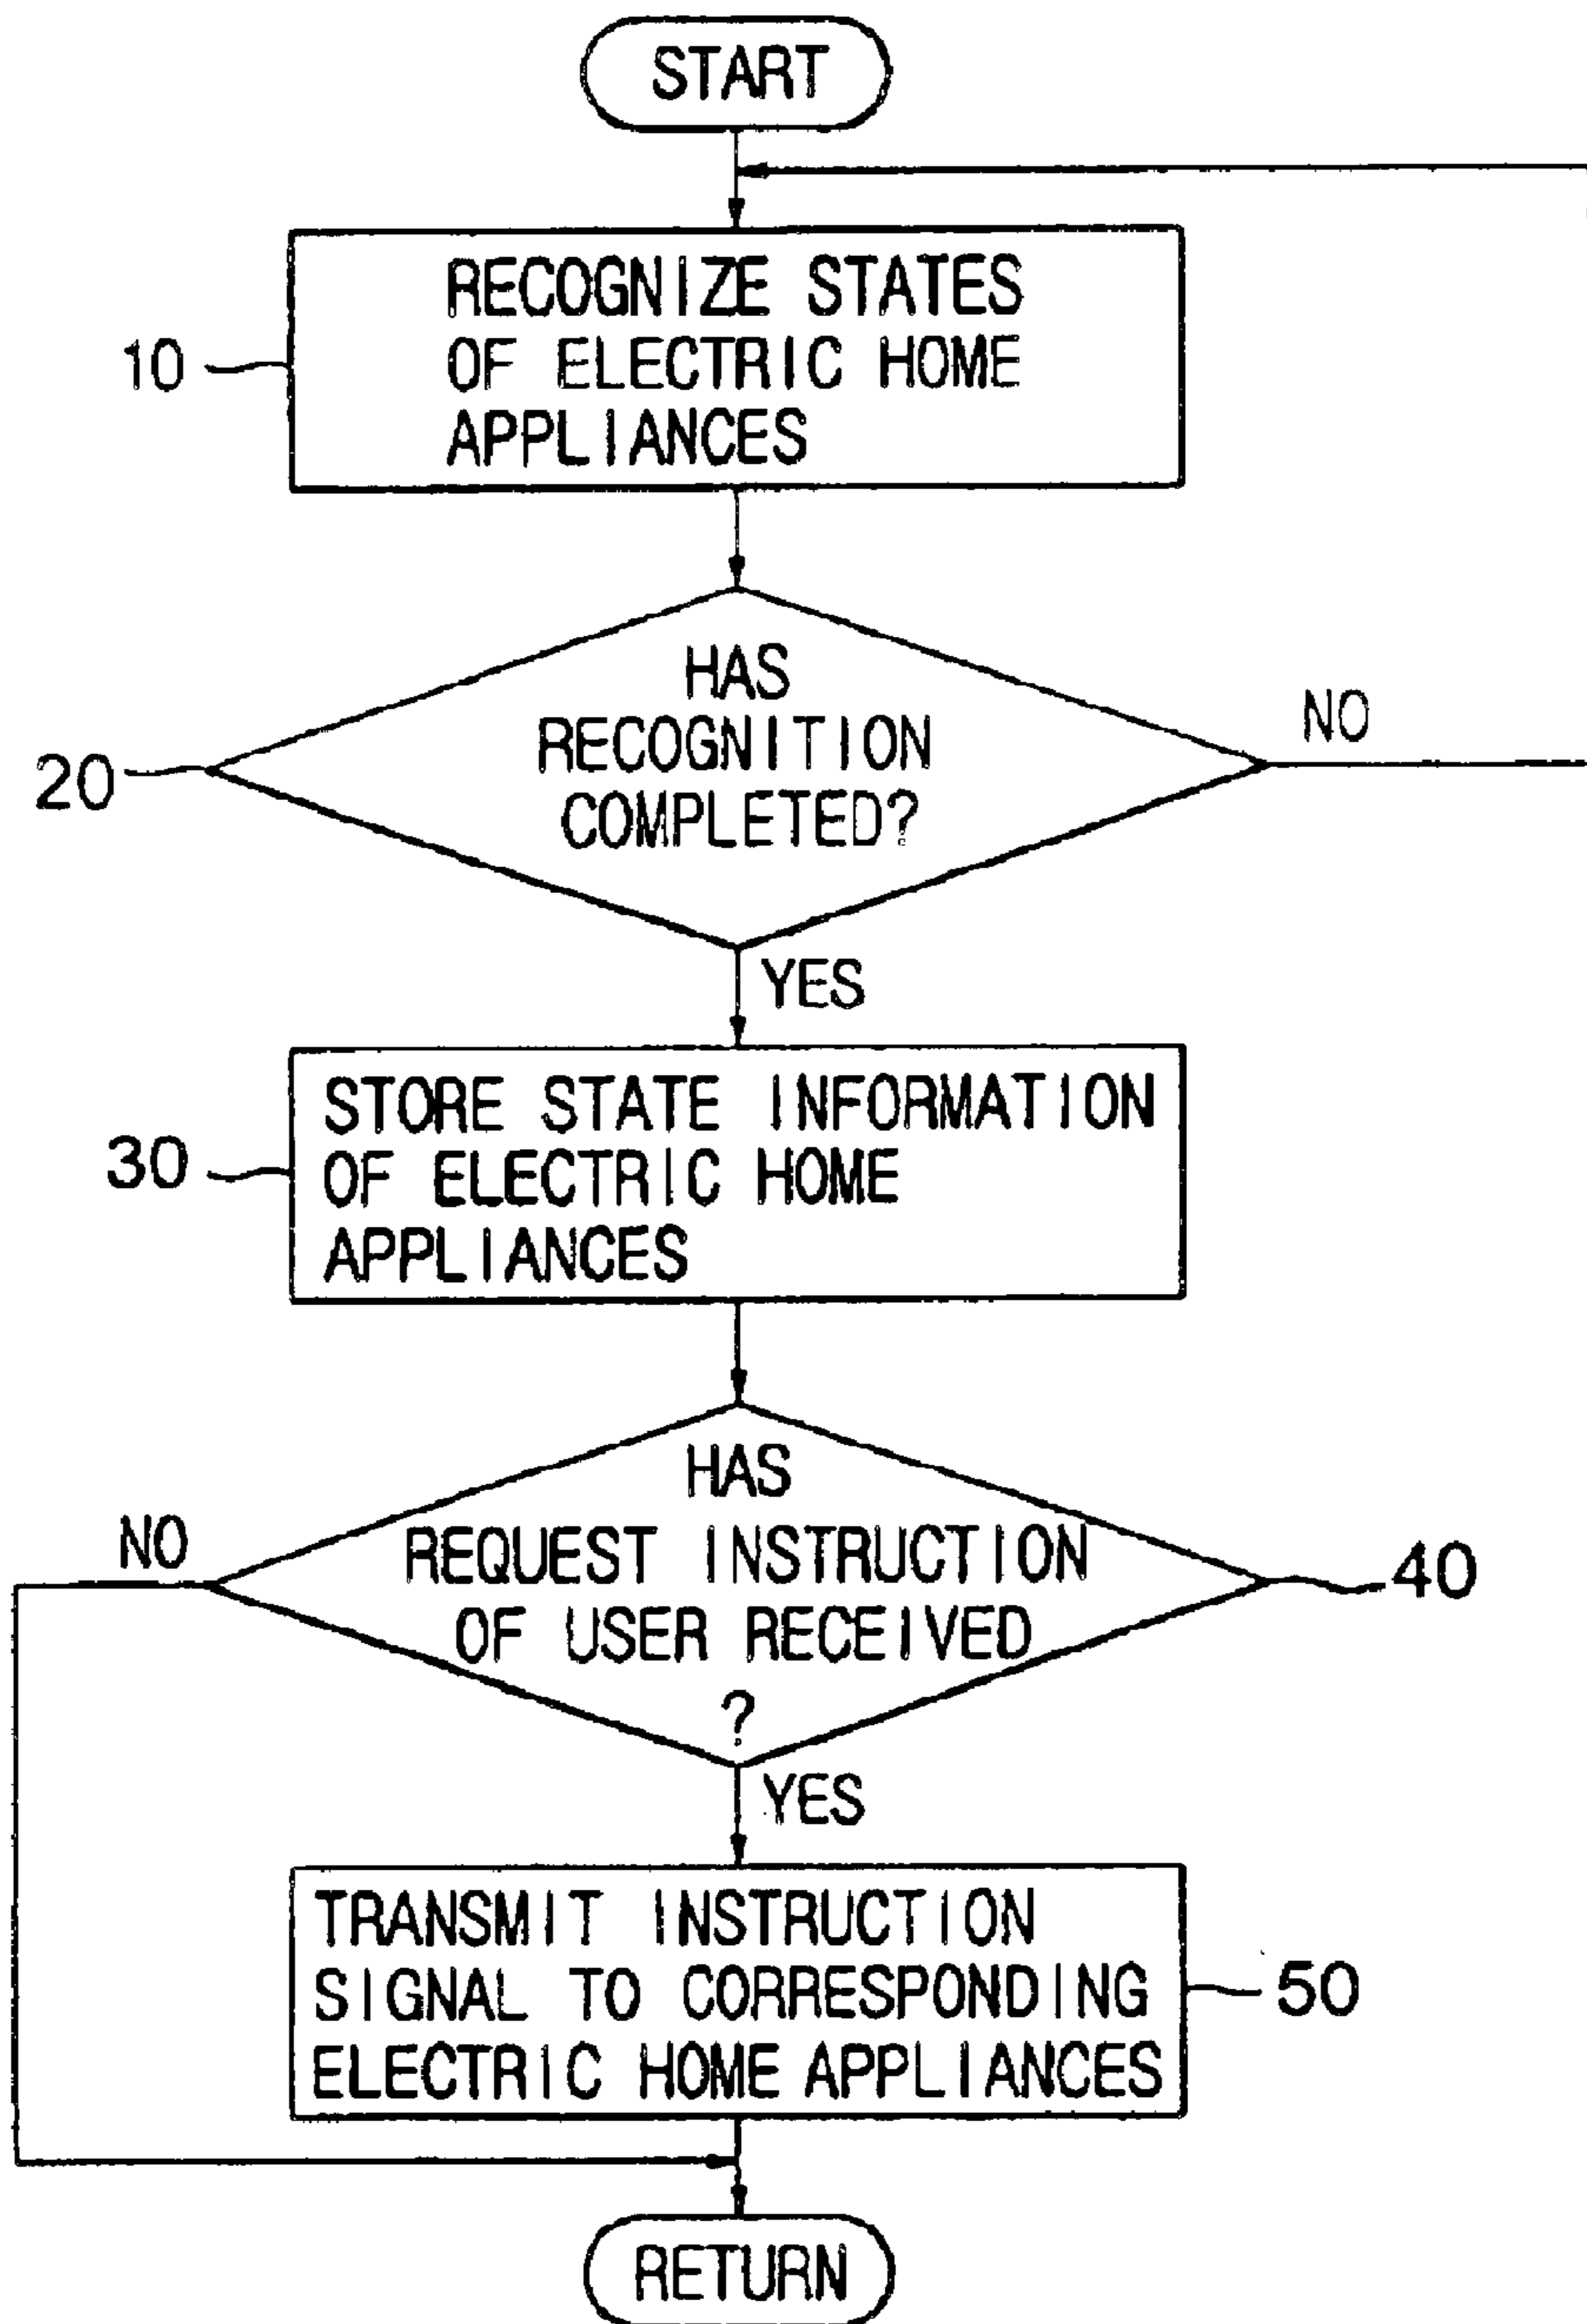 START
RECOGNIZE STATES
OF ELECTRIC HOME
APPLIANCES
10
HAS
RECOGNITION
COMPLETED?
NO
20
YES
STORE STATE INFORMATION
OF ELECTRIC HOME
APPLIANCES
30
HAS
REQUEST INSTRUCTION
OF USER RECEIVED
?
NO
40
YES
TRANSMIT INSTRUCTION
SIGNAL TO CORRESPONDING
ELECTRIC HOME APPLIANCES
50
RETURN